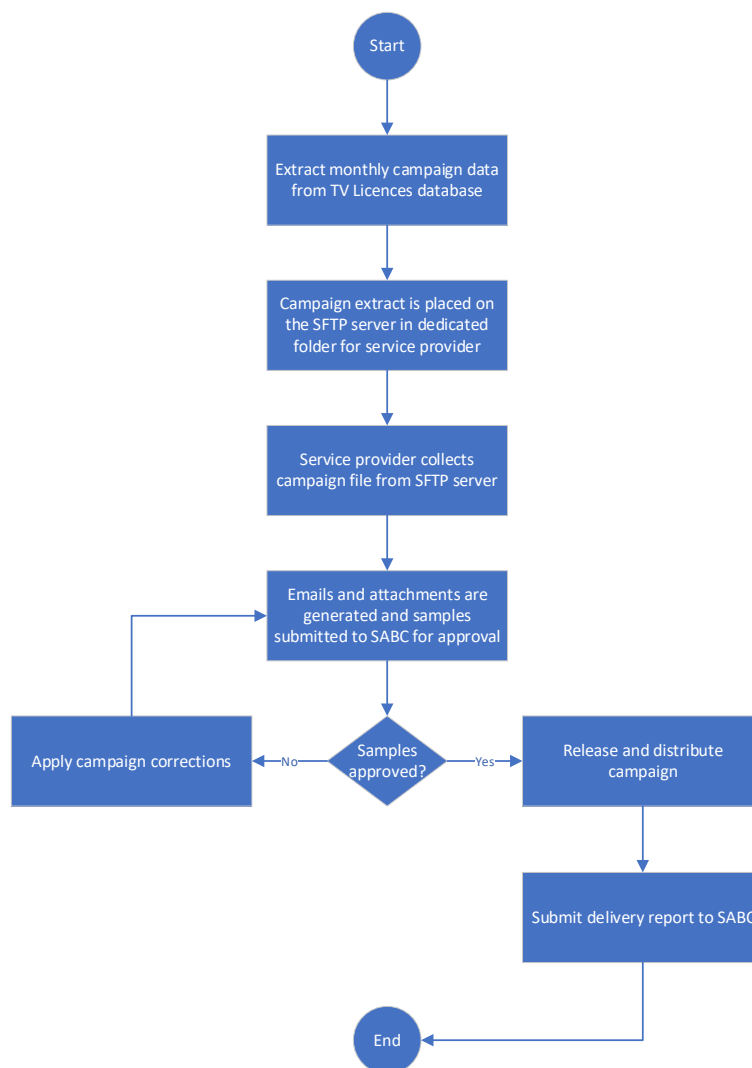 Start
Extract monthly campaign data
from TV Licences database
Campaign extract is placed on
the SFTP server in dedicated
folder for service provider
Service provider collects
campaign file from SFTP server
Emails and attachments are
generated and samples
submitted to SABC for approval
Apply campaign corrections
No
Samples
approved?
Yes
Release and distribute
campaign
Submit delivery report to SABC
End